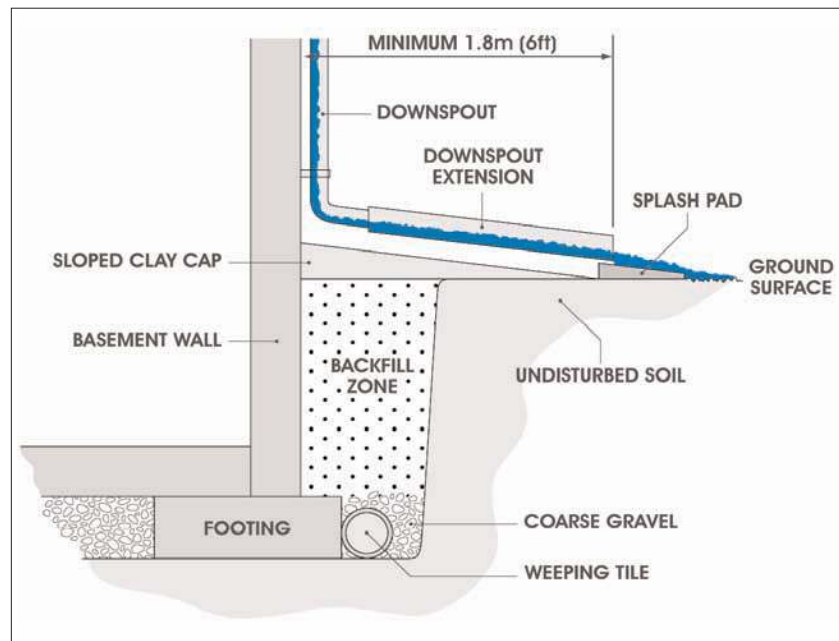 MINIMUM 1.8m (6ft)
DOWNSPOUT
DOWNSPOUT
EXTENSION
SPLASH PAD
SLOPED CLAY CAP
GROUND
SURFACE
BASEMENT WALL
BACKFILL
ZONE
UNDISTURBED SOIL
FOOTING
COARSE GRAVEL
WEEPING TILE